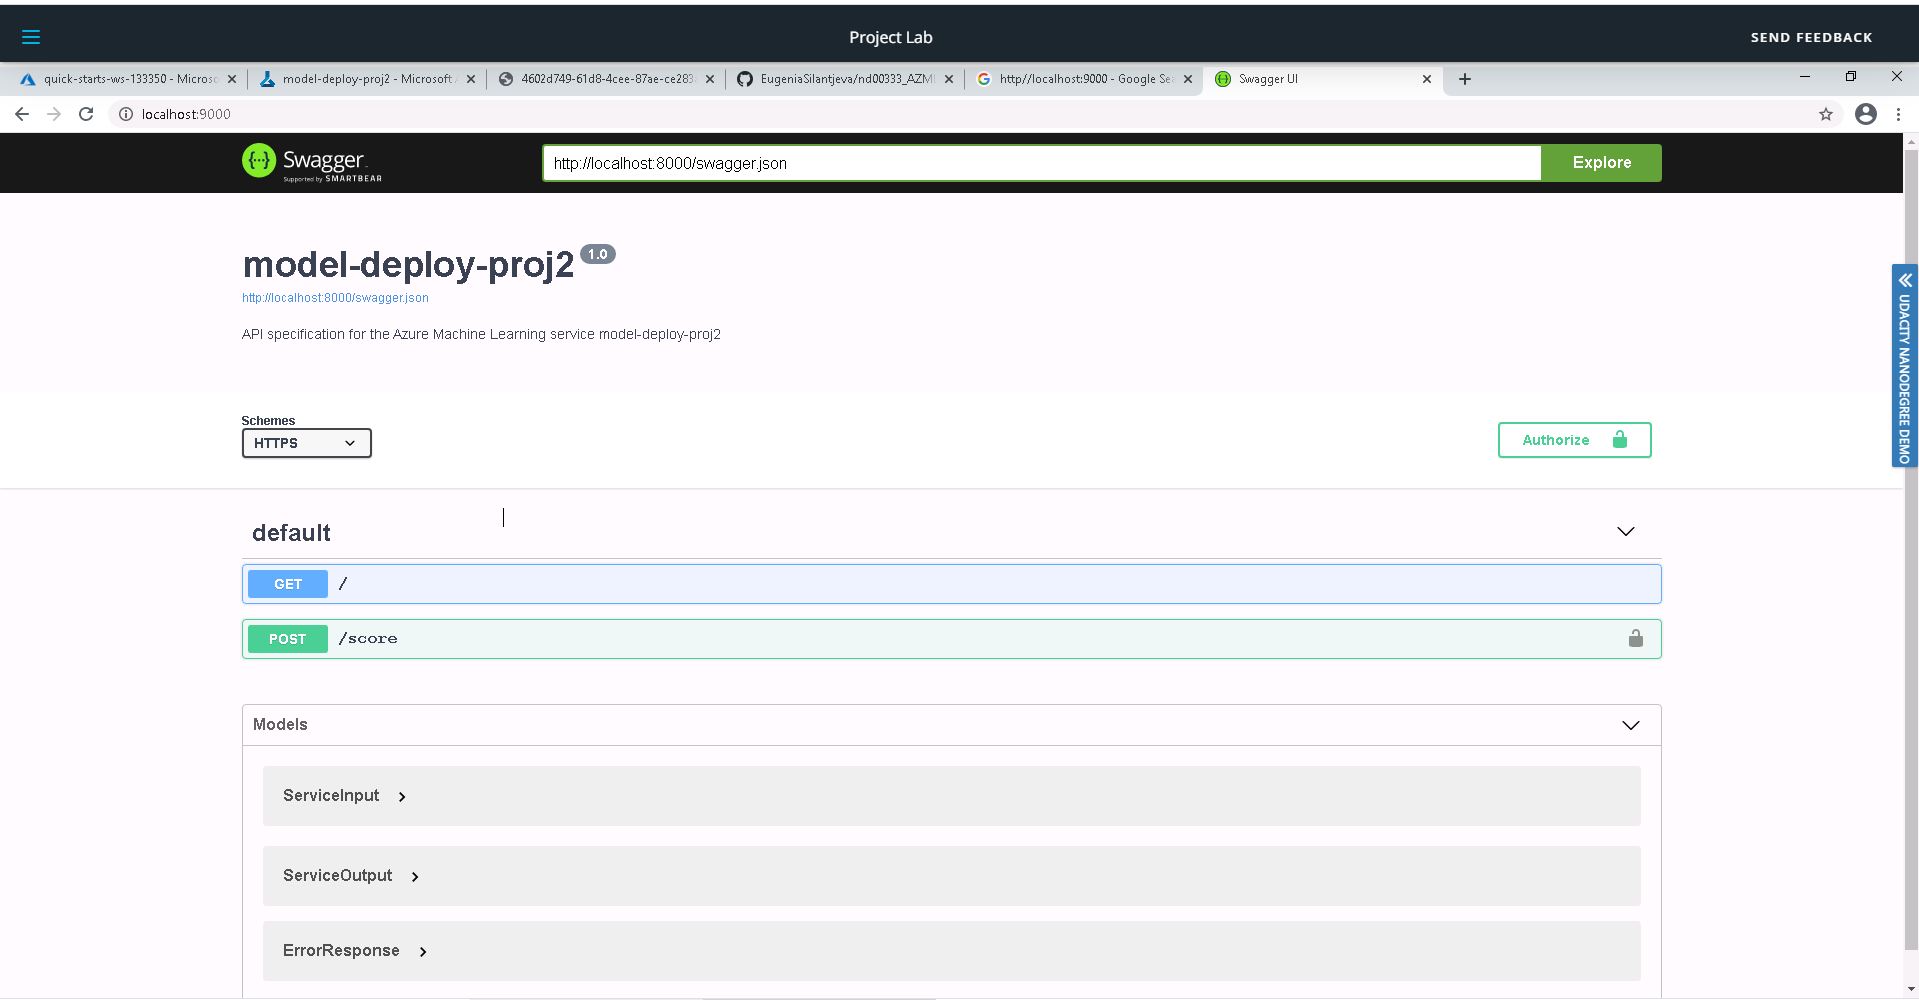 Project Lab
SEND FEEDBACK
quick-starts-ws-133350 - Micros
model-deploy-proj2 - Microsoft
4602d749-61d8-4cee-87ae-ce283
EugeniaSilantjeva/nd00333_AZM
http//localhost:9000 - Google Se
Swagger UI
localhost:9000
Swagger
Supported by SMARTBEAR
http://localhost:8000/swagger.json
Explore
model-deploy-proj2 1.0
http://localhost:8000/swagger.json
API specification for the Azure Machine Learning service model-deploy-proj2
Schemes
HTTPS
Authorize
UDACITY NANODEGREE DEMO
default
GET /
POST /score
Models
ServiceInput
ServiceOutput
ErrorResponse